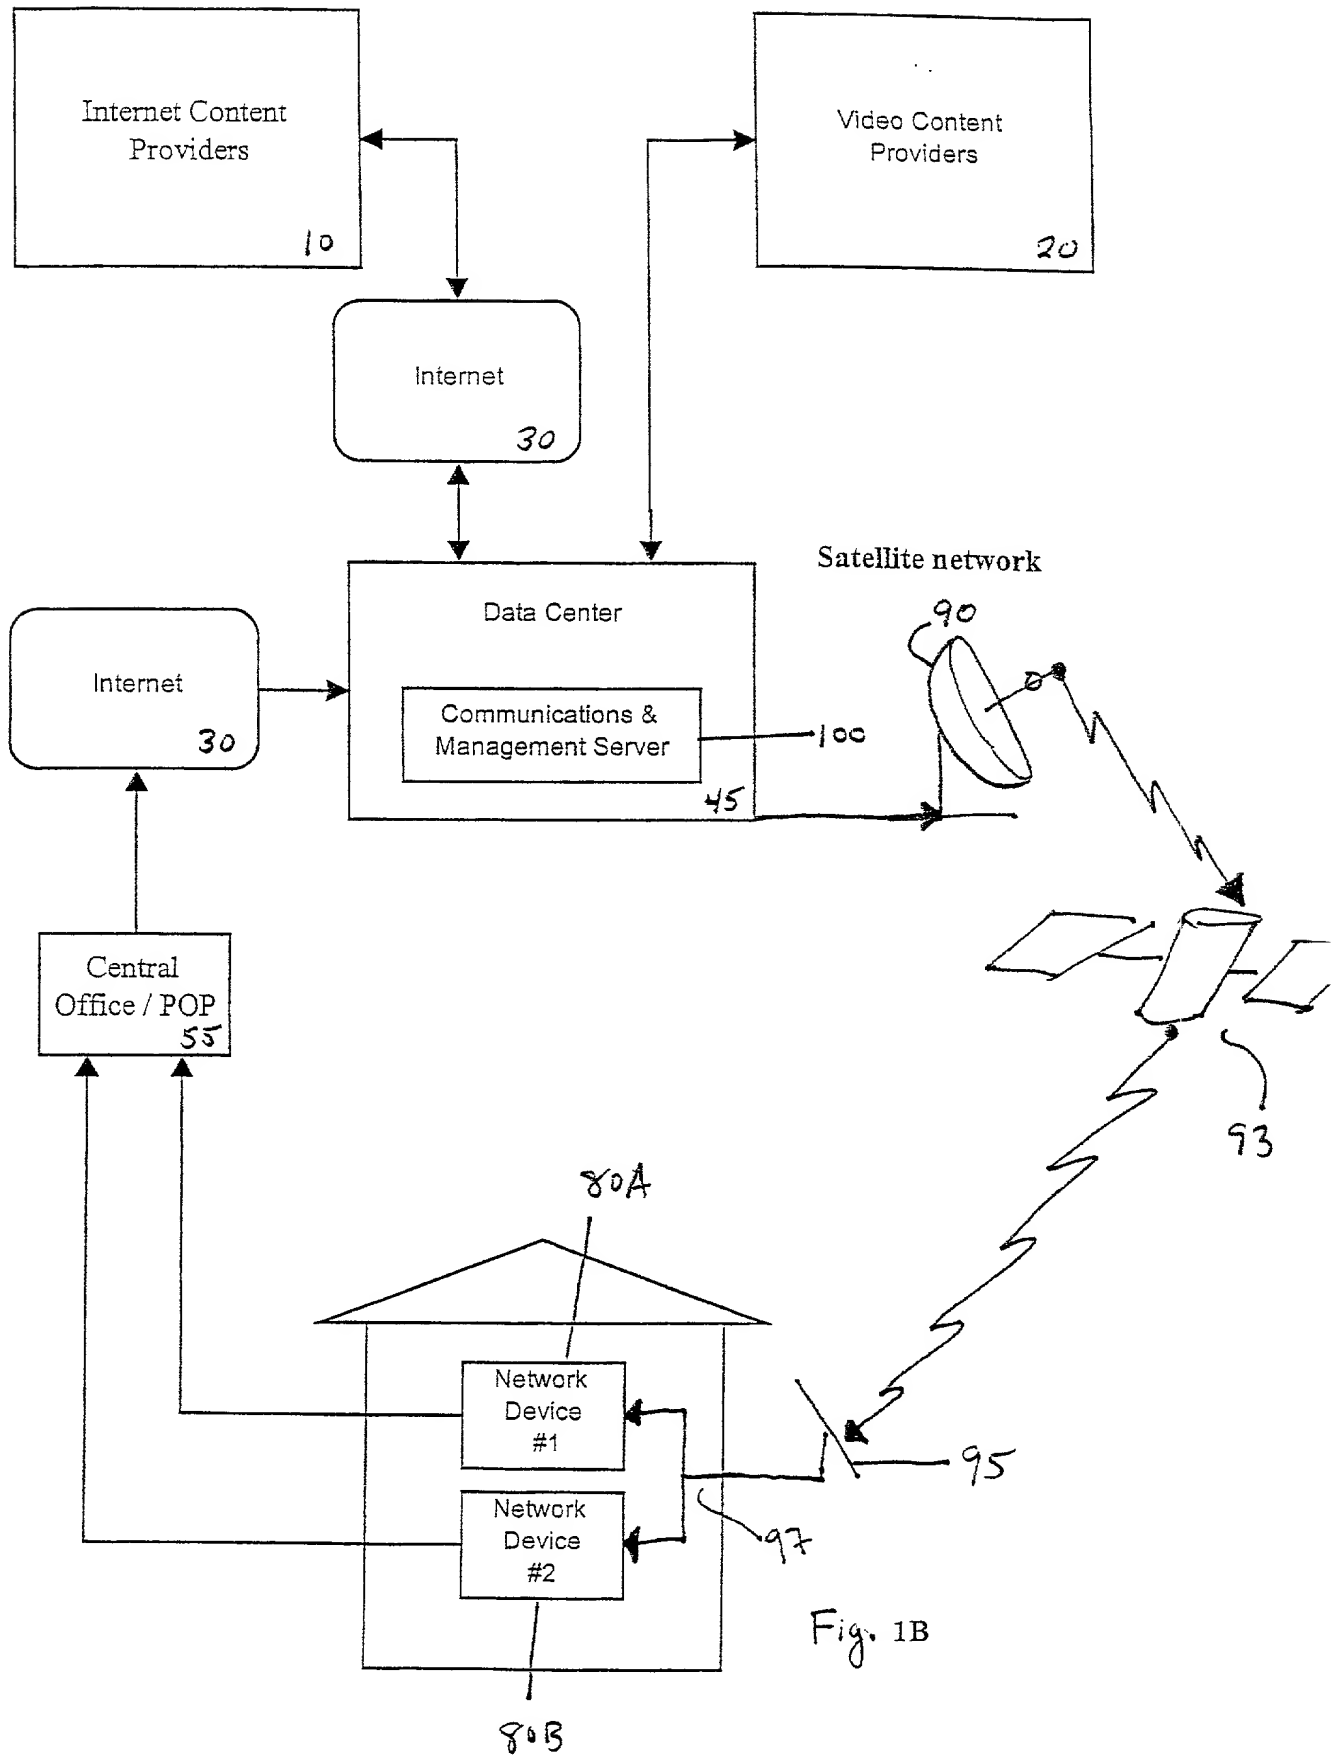 Internet Content
Providers
10
Video Content
Providers
20
Internet
30
Satellite network
90
Data Center
Communications &
Management Server
100
45
Internet
30
Central
Office / POP
55
93
80A
Network
Device
#1
95
Network
Device
#2
97
Fig. 1B
80B